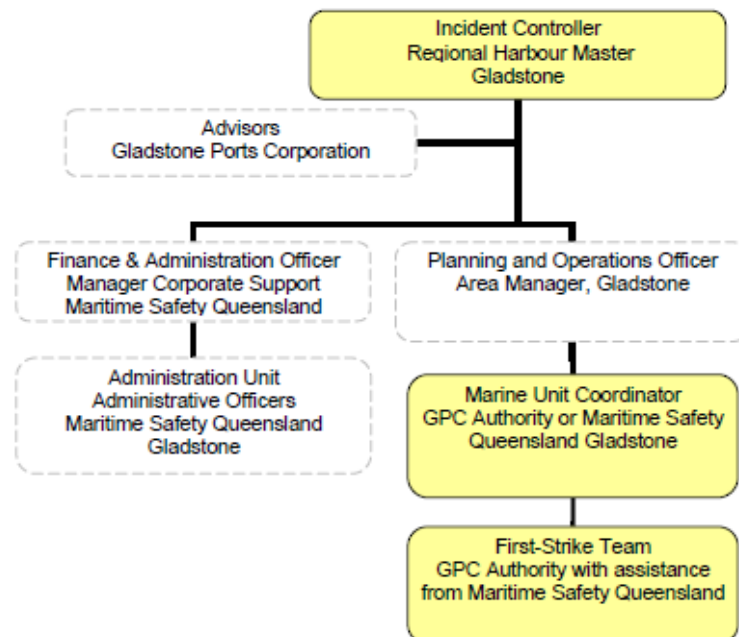 Incident Controller
Regional Harbour Master
Gladstone
Advisors
Gladstone Ports Corporation
Finance & Administration Officer
Manager Corporate Support
Maritime Safety Queensland
Planning and Operations Officer
Area Manager, Gladstone
Administration Unit
Administrative Officers
Maritime Safety Queensland
Gladstone
Marine Unit Coordinator
GPC Authority or Maritime Safety
Queensland Gladstone
First-Strike Team
GPC Authority with assistance
from Maritime Safety Queensland